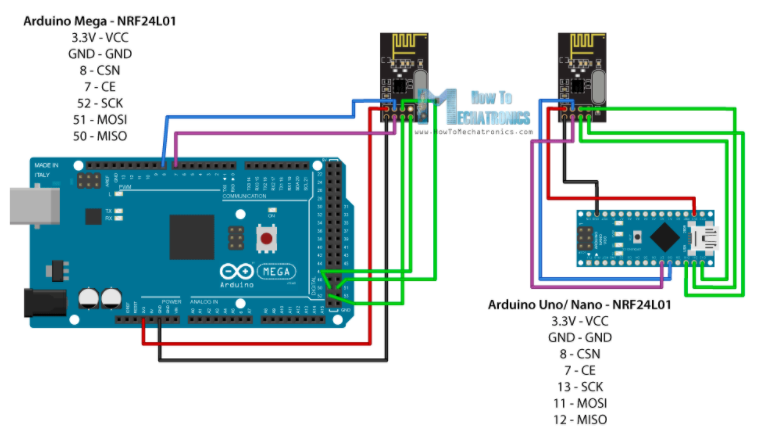 Arduino Mega - NRF24L01
3.3V - VCC
GND - GND
8 - CSN
7 - CE
52 - SCK
51 - MOSI
50 - MISO
How To
MECHATRONICS
www.HowToMechatronics.com
MADE IN
ITALY
PWM
COMMUNICATION
L
TX
RX
ON
Arduino
MEGA
DIGITAL
POWER
ANALOG IN
Arduino Uno/ Nano - NRF24L01
3.3V - VCC
GND - GND
8 - CSN
7 - CE
13 - SCK
11 - MOSI
12 - MISO